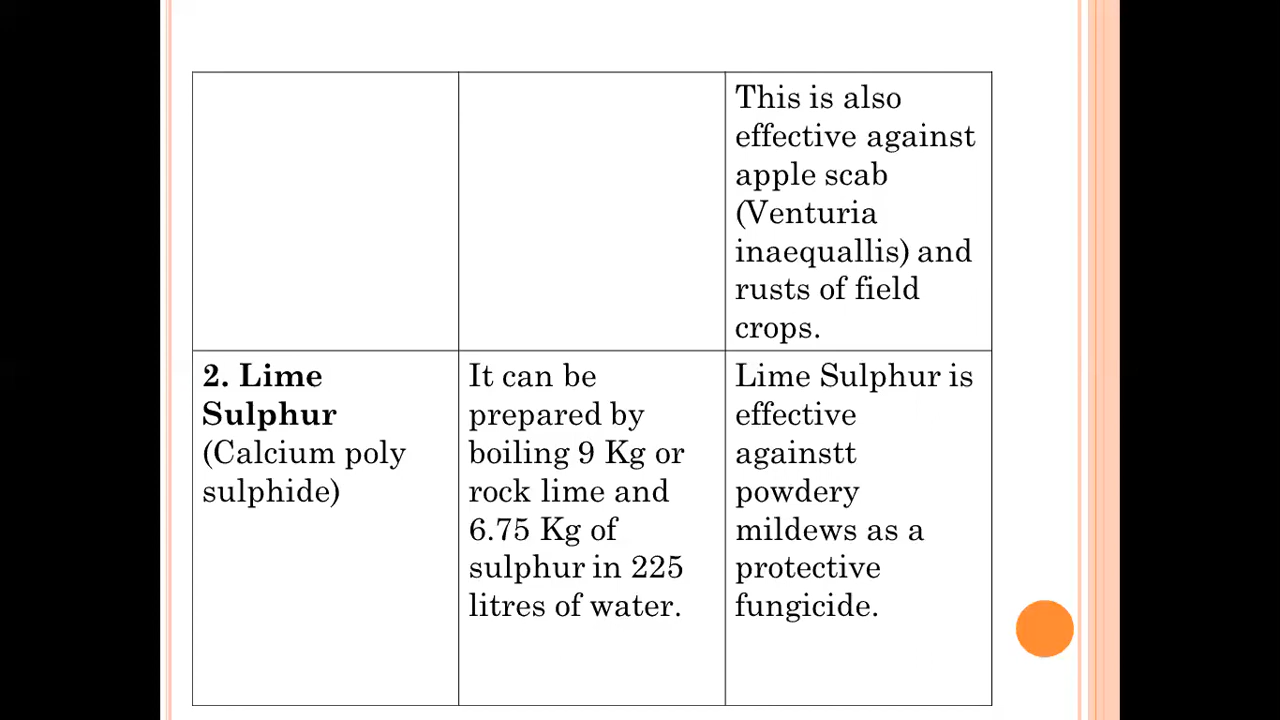 This is also
effective against
apple scab
(Venturia
inaequallis) and
rusts of field
crops.
2. Lime
Sulphur
(Calcium poly
sulphide)
It can be
prepared by
boiling 9 Kg or
rock lime and
6.75 Kg of
sulphur in 225
litres of water.
Lime Sulphur is
effective
againstt
powdery
mildews as a
protective
fungicide.